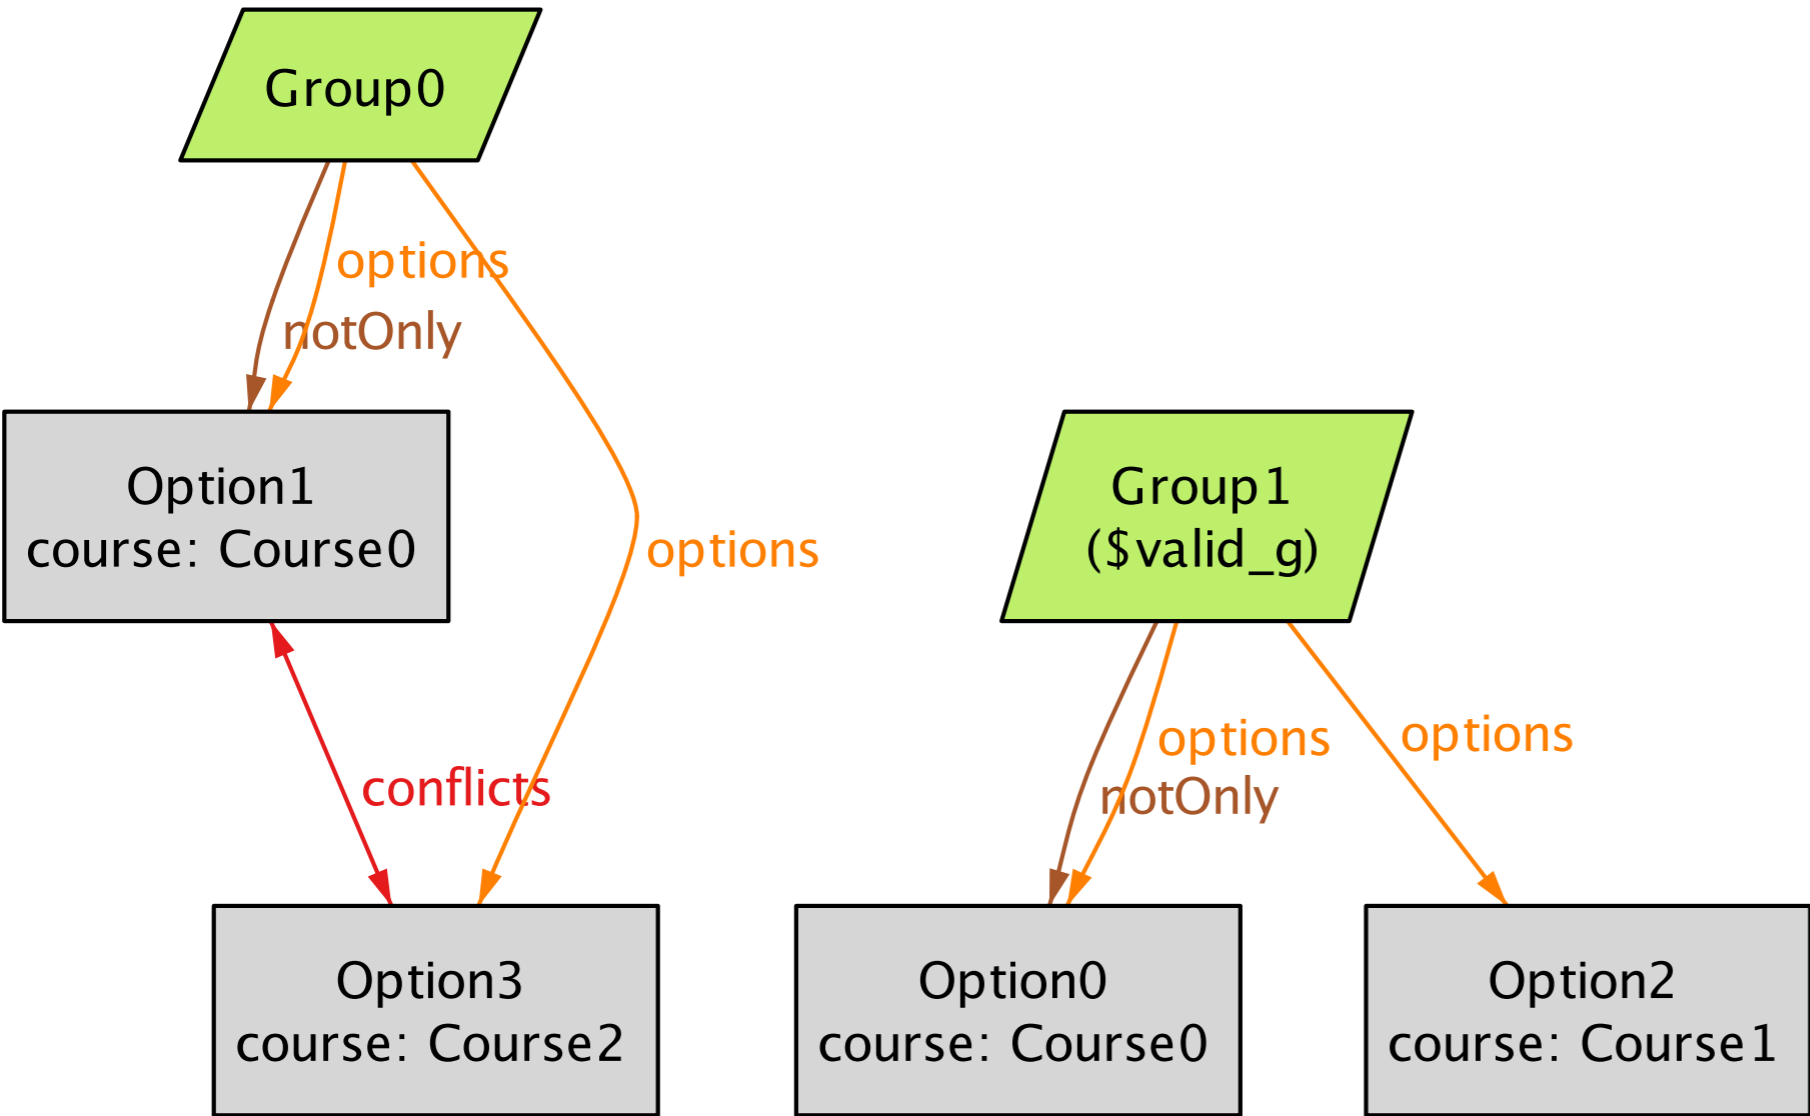 Group0
options
notOnly
Option1
course: Course0
options
Group1
($valid_g)
conflicts
options
options
notOnly
Option3
course: Course2
Option0
course: Course0
Option2
course: Course1